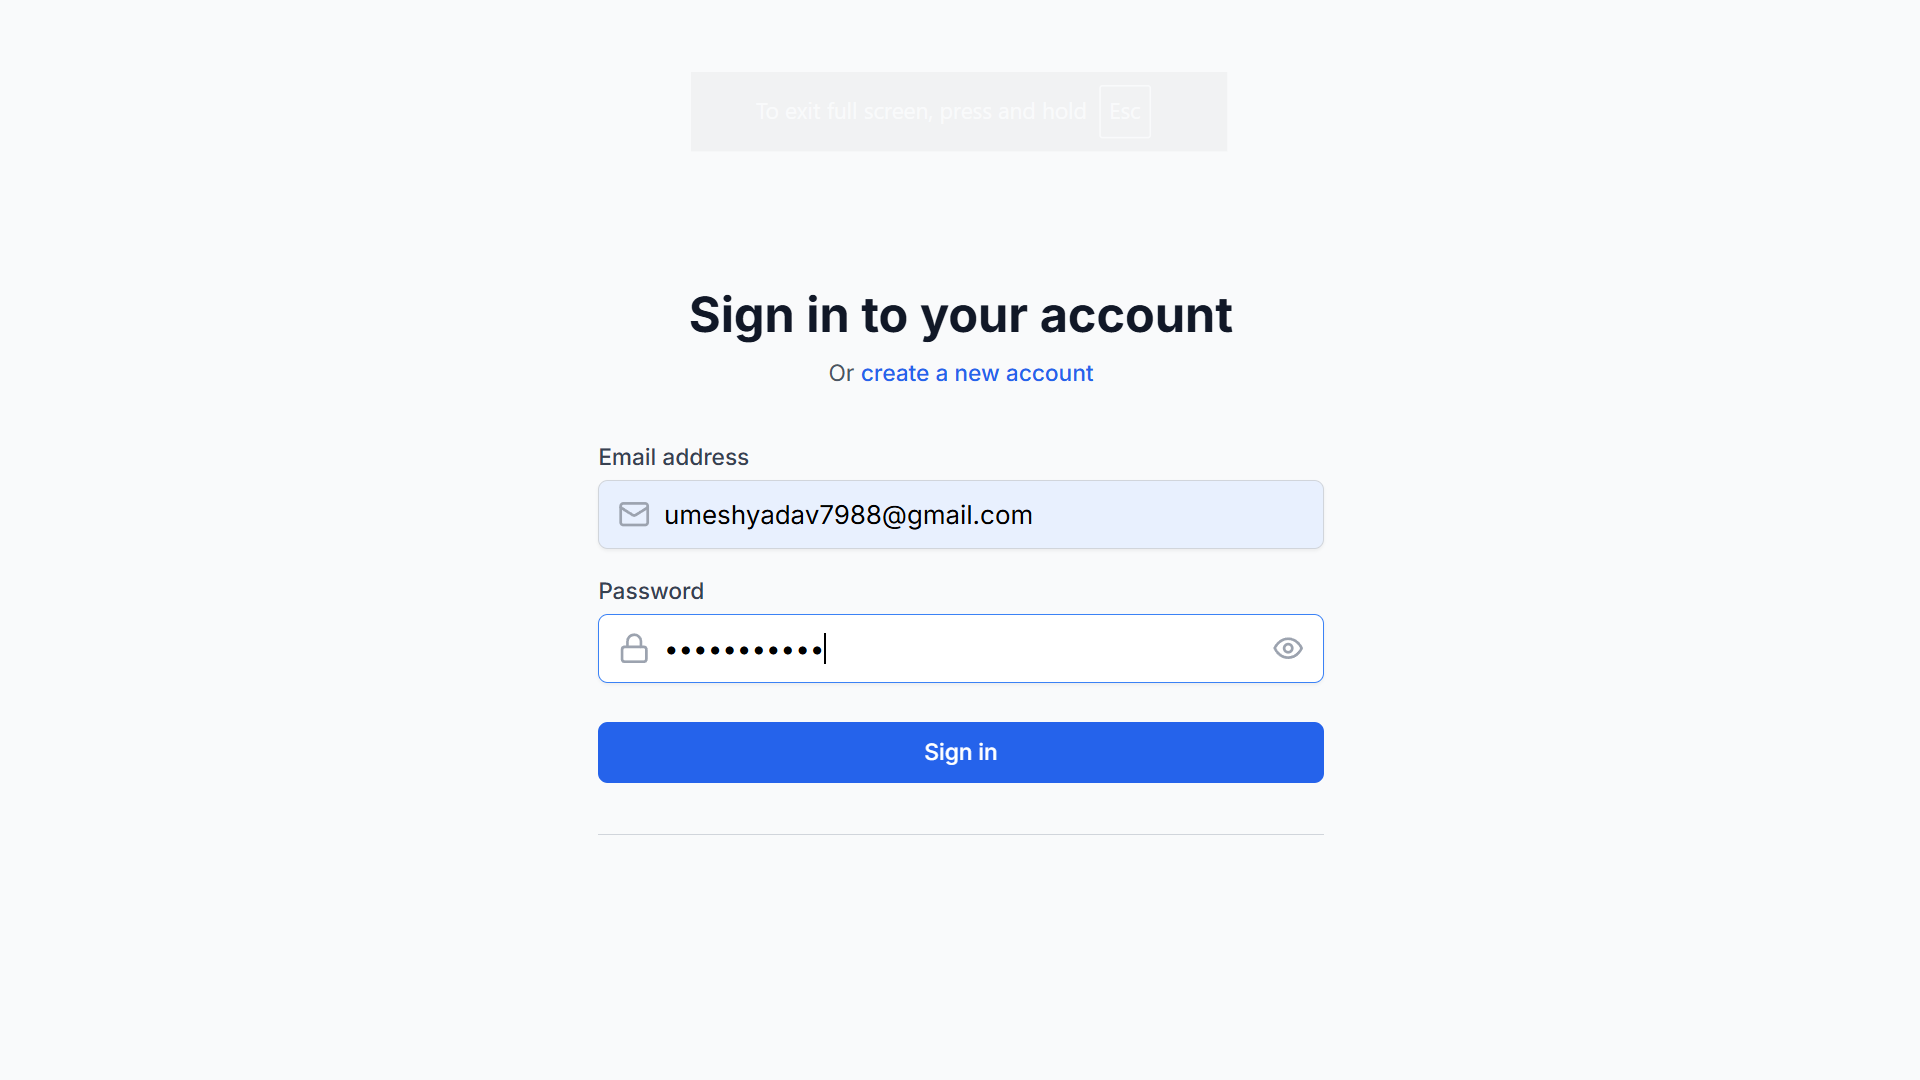 To exit full screen, press and hold Esc
Sign in to your account
Or create a new account
Email address
umeshyadav7988@gmail.com
Password
•••••••••••
Sign in